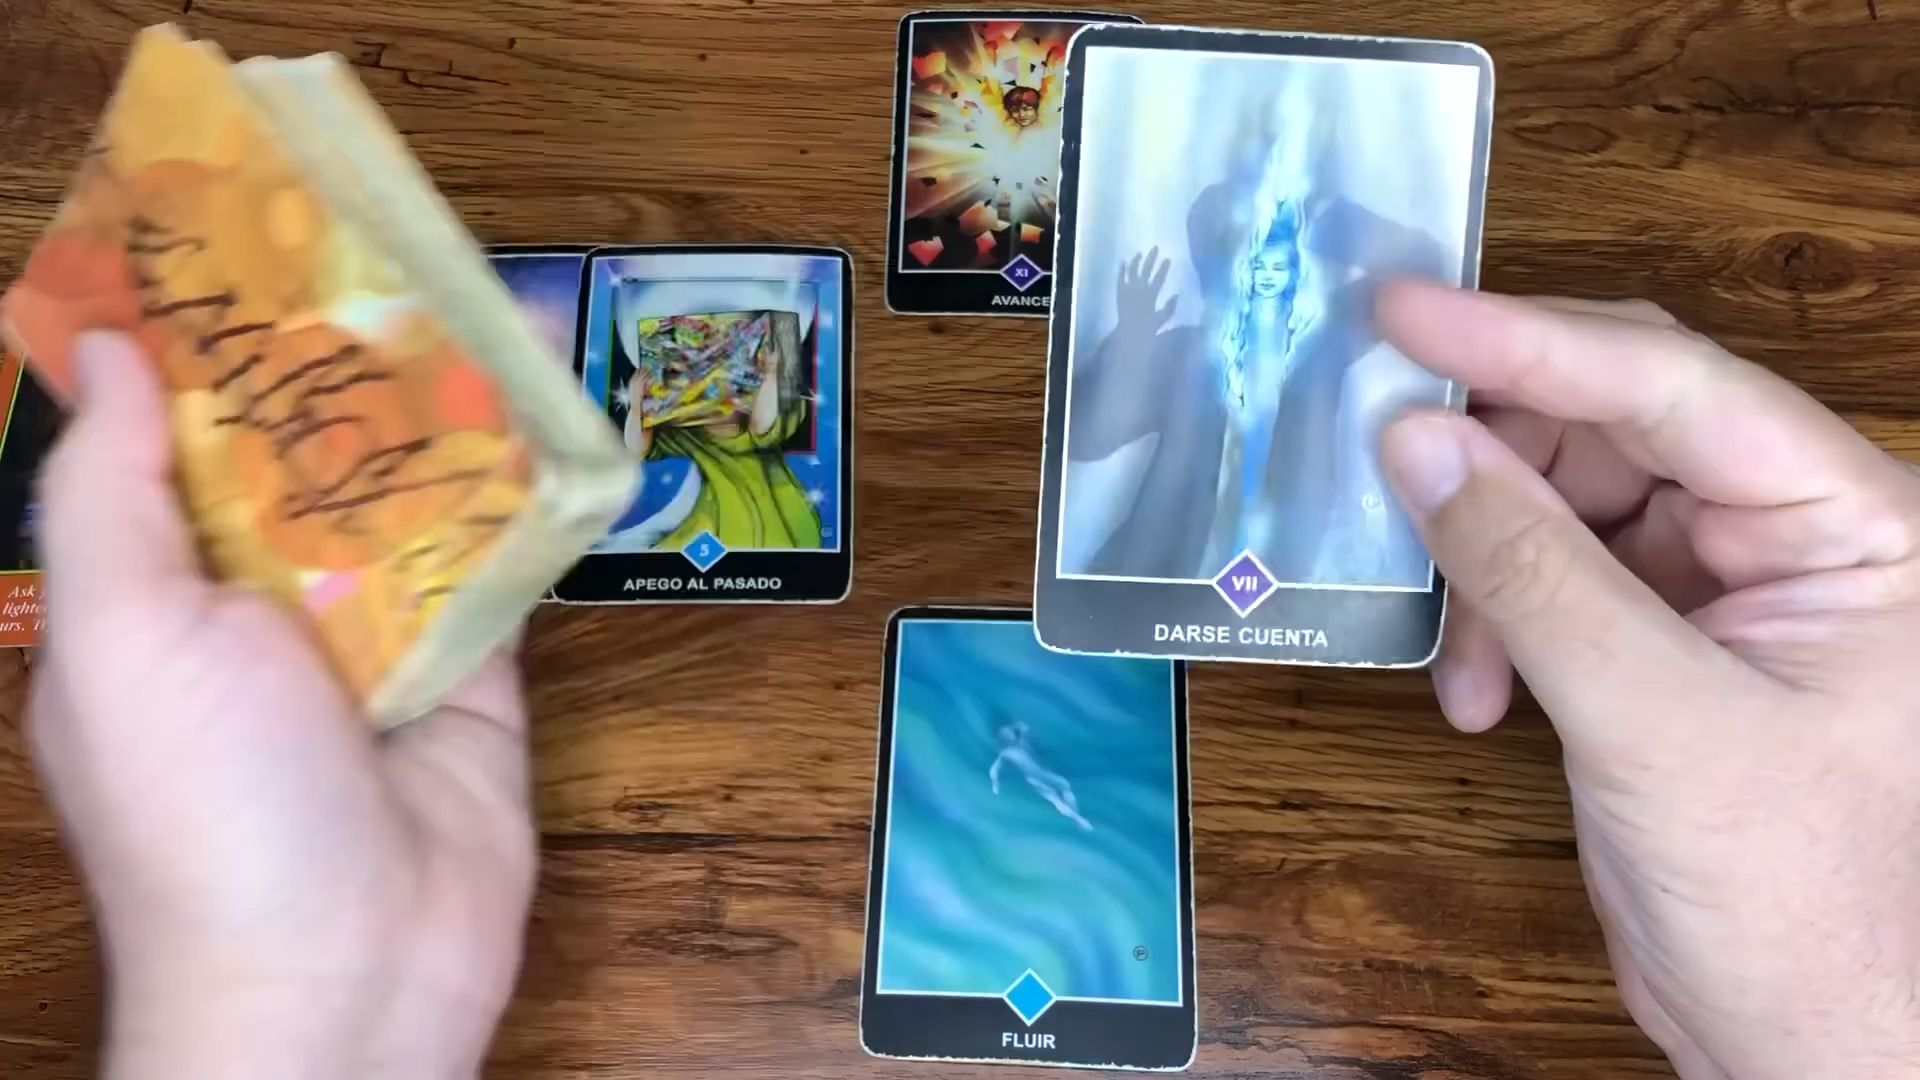 XI
AVANCE
VII
DARSE CUENTA
5
APEGO AL PASADO
FLUIR
Ask
lighte
urs.